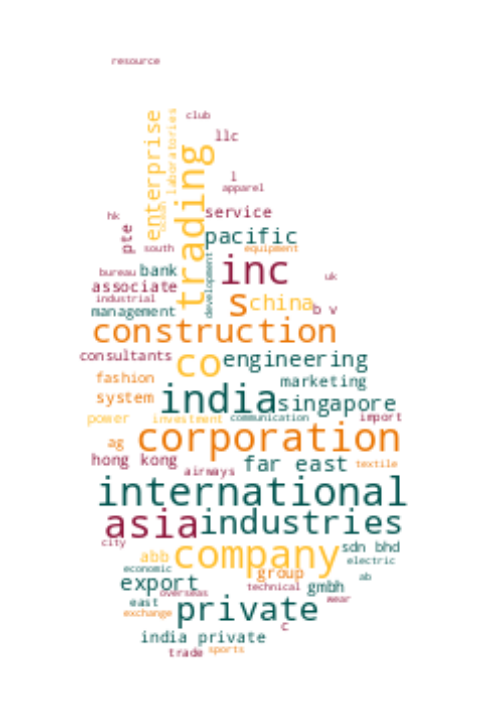 resource
club
enterprise
laboratories
llc
trading
l
apparel
ocean
hk
service
pte
south
pacific
equipment
bureau
bank
development
inc
uk
associate
industrial
s
china
b v
management
construction
consultants
co
engineering
fashion
marketing
system
india
singapore
power
investment
communication
import
ag
corporation
hong kong
airways
far east
textile
international
asia
industries
city
abb
company
sdn bhd
electric
economic
group
ab
export
overseas
technical
gmbh
east
wear
exchange
private
c
india private
trade
sports